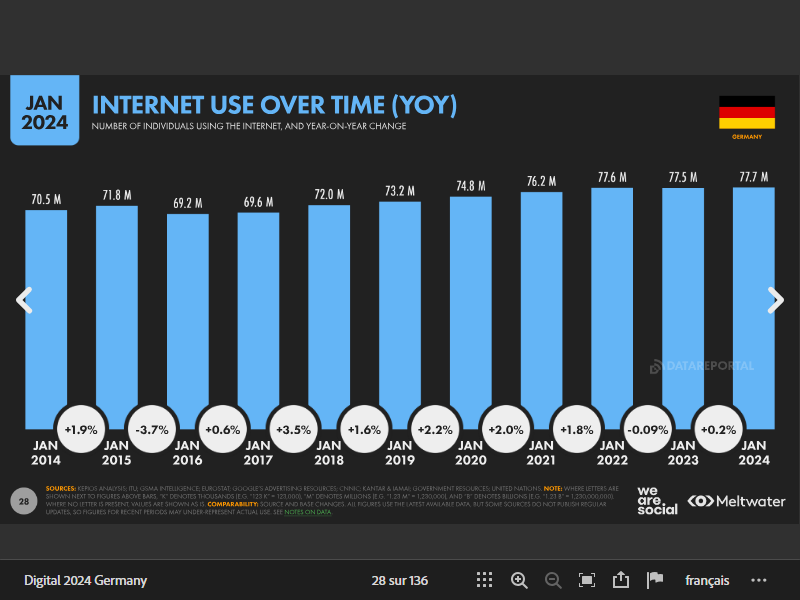 JAN
2024
INTERNET USE OVER TIME (YOY)
NUMBER OF INDIVIDUALS USING THE INTERNET, AND YEAR-ON-YEAR CHANGE
GERMANY
70.5 M 71.8 M 69.2 M 69.6 M 72.0 M 73.2 M 74.8 M 76.2 M 77.6 M 77.5 M 77.7 M
DATAREPORTAL
+1.9% -3.7% +0.6% +3.5% +1.6% +2.2% +2.0% +1.8% -0.09% +0.2%
JAN JAN JAN JAN JAN JAN JAN JAN JAN JAN JAN
2014 2015 2016 2017 2018 2019 2020 2021 2022 2023 2024
28
SOURCES: KEPIOS ANALYSIS; ITU; GSMA INTELLIGENCE; EUROSTAT; GOOGLE'S ADVERTISING RESOURCES; CNNIC; KANTAR & IAMAI; GOVERNMENT RESOURCES; UNITED NATIONS. NOTE: WHERE LETTERS ARE
SHOWN NEXT TO FIGURES ABOVE BARS, "K" DENOTES THOUSANDS (E.G. "123 K" = 123,000), "M" DENOTES MILLIONS (E.G. "1.23 M" = 1,230,000), AND "B" DENOTES BILLIONS (E.G. "1.23 B" = 1,230,000,000).
WHERE NO LETTER IS PRESENT, VALUES ARE SHOWN AS IS. COMPARABILITY: SOURCE AND BASE CHANGES. ALL FIGURES USE THE LATEST AVAILABLE DATA, BUT SOME SOURCES DO NOT PUBLISH REGULAR
UPDATES, SO FIGURES FOR RECENT PERIODS MAY UNDER-REPRESENT ACTUAL USE. SEE NOTES ON DATA.
we
are.
social
Meltwater
Digital 2024 Germany
28 sur 136
français